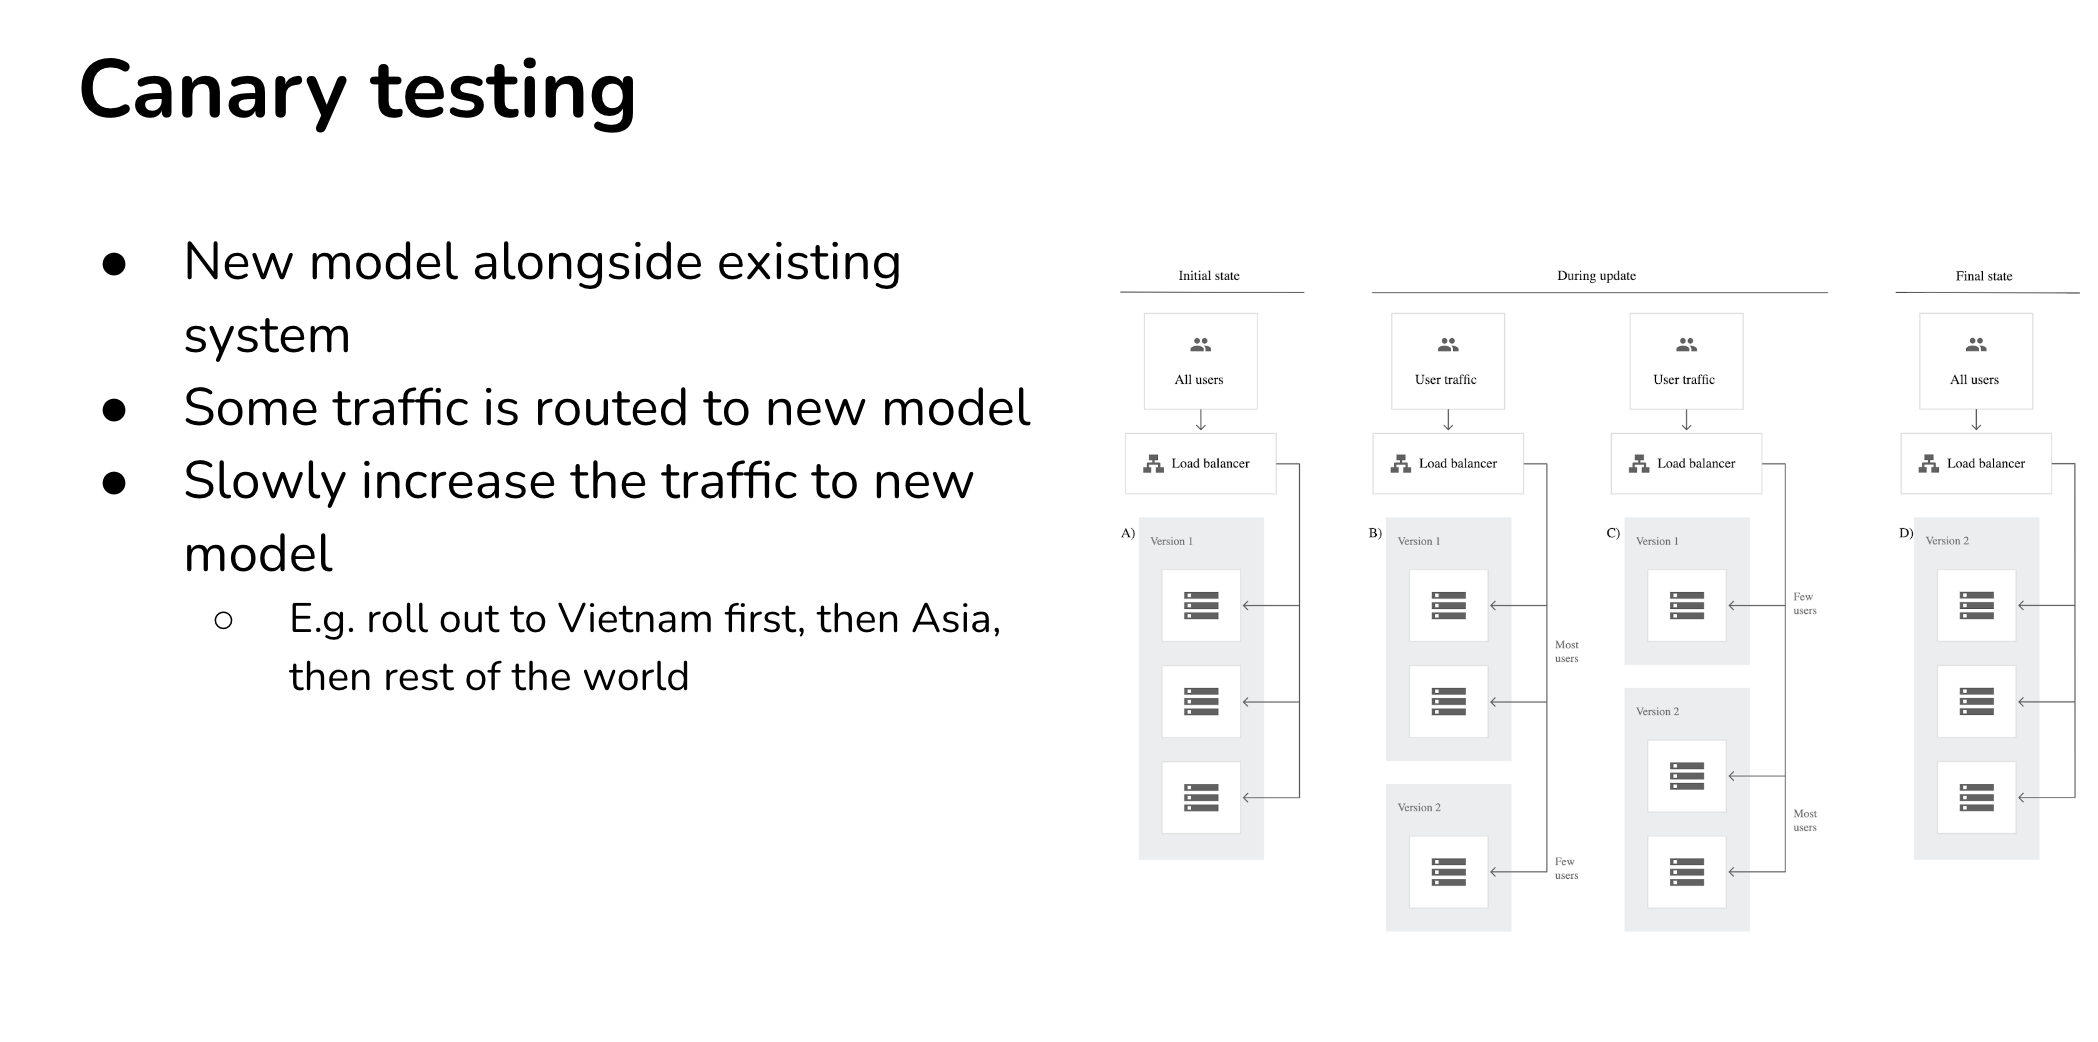 Canary testing
● New model alongside existing
system
● Some traffic is routed to new model
● Slowly increase the traffic to new
model
○ E.g. roll out to Vietnam first, then Asia,
then rest of the world
Initial state
All users
Load balancer
A)
Version 1
During update
User traffic
Load balancer
B)
Version 1
Most
users
Version 2
Few
users
User traffic
Load balancer
C)
Version 1
Few
users
Version 2
Most
users
Final state
All users
Load balancer
D)
Version 2